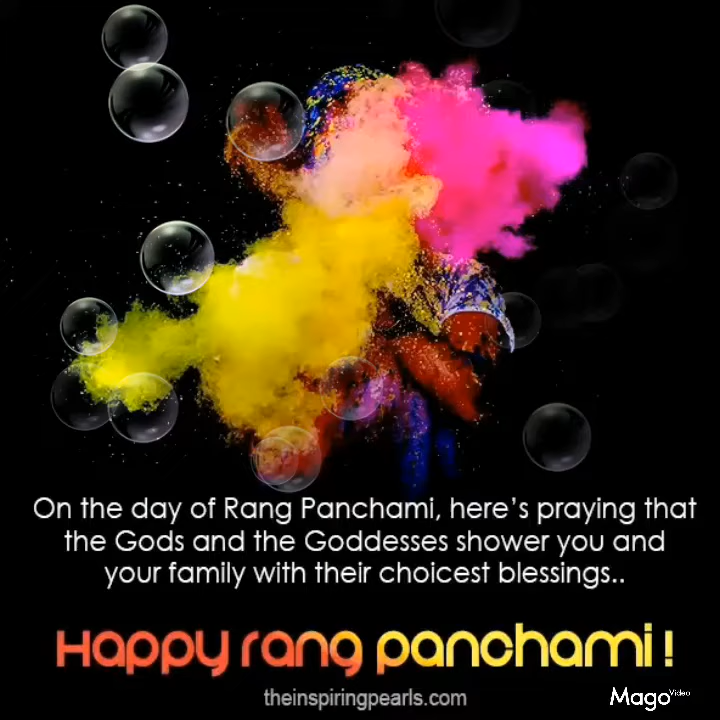 On the day of Rang Panchami, here’s praying that
the Gods and the Goddesses shower you and
your family with their choicest blessings..
Happy rang panchami !
theinspiringpearls.com
Mago Video